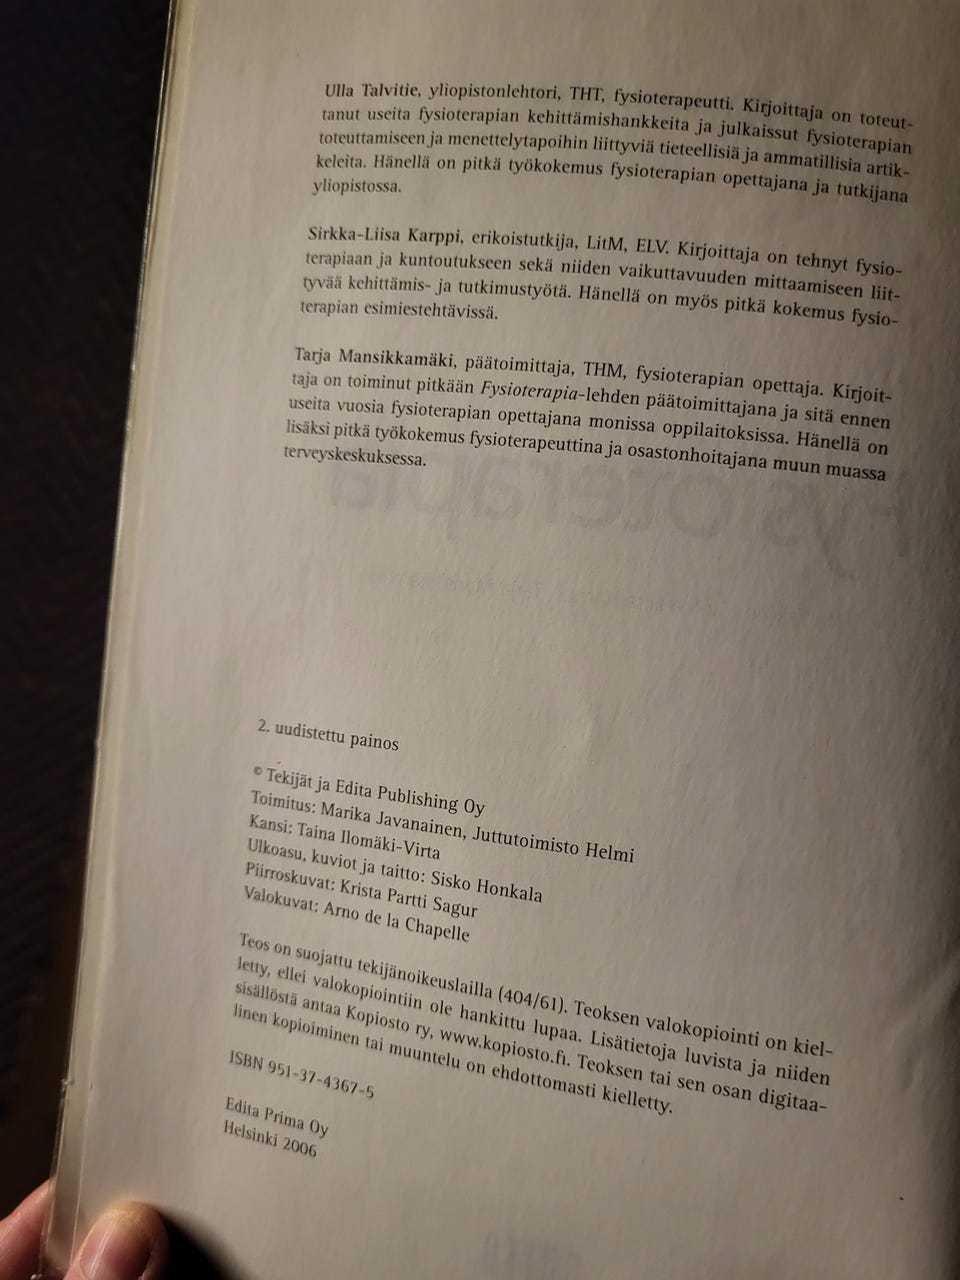 Ulla Talvitie, yliopistonlehtori, THT, fysioterapeutti. Kirjoittaja on toteut-
tanut useita fysioterapian kehittämishankkeita ja julkaissut fysioterapian
toteuttamiseen ja menettelytapoihin liittyviä tieteellisiä ja ammatillisia artik-
keleita. Hänellä on pitkä työkokemus fysioterapian opettajana ja tutkijana
yliopistossa.
Sirkka-Liisa Karppi, erikoistutkija, LitM, ELV. Kirjoittaja on tehnyt fysio-
terapiaan ja kuntoutukseen sekä niiden vaikuttavuuden mittaamiseen liit-
tyvää kehittämis- ja tutkimustyötä. Hänellä on myös pitkä kokemus fysio-
terapian esimiestehtävissä.
Tarja Mansikkamäki, päätoimittaja, THM, fysioterapian opettaja. Kirjoit-
taja on toiminut pitkään Fysioterapia-lehden päätoimittajana ja sitä ennen
useita vuosia fysioterapian opettajana monissa oppilaitoksissa. Hänellä on
lisäksi pitkä työkokemus fysioterapeuttina ja osastonhoitajana muun muassa
terveyskeskuksessa.
Fysioterapia
2. uudistettu painos
© Tekijät ja Edita Publishing Oy
Toimitus: Marika Javanainen, Juttutoimisto Helmi
Kansi: Taina Ilomäki-Virta
Ulkoasu, kuviot ja taitto: Sisko Honkala
Piirroskuvat: Krista Partti Sagur
Valokuvat: Arno de la Chapelle
Teos on suojattu tekijänoikeuslailla (404/61). Teoksen valokopiointi on kiel-
letty, ellei valokopiointiin ole hankittu lupaa. Lisätietoja luvista ja niiden
sisällöstä antaa Kopiosto ry, www.kopiosto.fi. Teoksen tai sen osan digitaa-
linen kopioiminen tai muuntelu on ehdottomasti kielletty.
ISBN 951-37-4367-5
Edita Prima Oy
Helsinki 2006